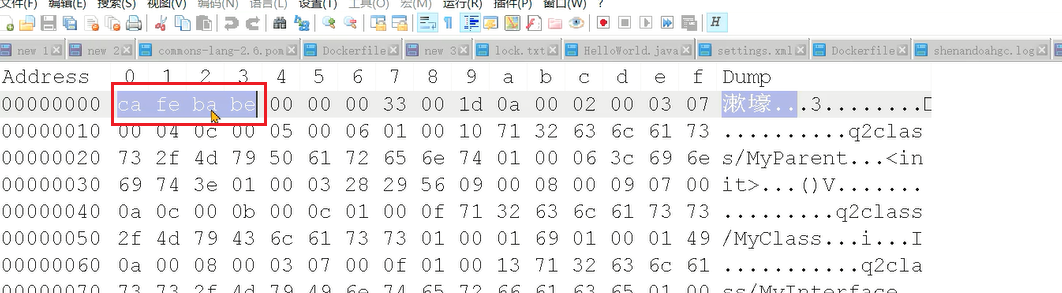 文件(F) 编辑(E) 搜索(S) 视图(V) 编码(N) 语言(L) 设置(T) 工具(O) 宏(M) 运行(R) 插件(P) 窗口(W) ?
new 1 new 2 commons-lang-2.6.pom Dockerfile new 3 lock.txt HelloWorld.java settings.xml Dockerfile shenandoahgc.log
Address 0 1 2 3 4 5 6 7 8 9 a b c d e f Dump
00000000 ca fe ba be 00 00 00 33 00 1d 0a 00 02 00 03 07 漱壕...3........
00000010 00 04 0c 00 05 00 06 01 00 10 71 32 63 6c 61 73 ..........q2clas
00000020 73 2f 4d 79 50 61 72 65 6e 74 01 00 06 3c 69 6e s/MyParent...<in
00000030 69 74 3e 01 00 03 28 29 56 09 00 08 00 09 07 00 it>...()V.......
00000040 0a 0c 00 0b 00 0c 01 00 0f 71 32 63 6c 61 73 73 .........q2class
00000050 2f 4d 79 43 6c 61 73 73 01 00 01 69 01 00 01 49 /MyClass...i...I
00000060 0a 00 08 00 03 07 00 0f 01 00 13 71 32 63 6c 61 ...........q2cla
00000070 73 73 2f 4d 79 49 6e 74 65 72 66 61 63 65 01 00 ss/MyInterface